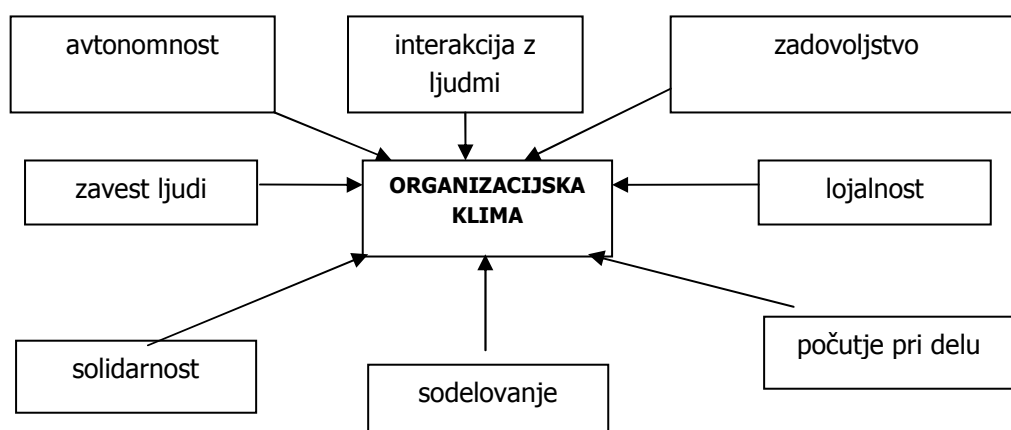 avtonomnost
interakcija z
ljudmi
zadovoljstvo
zavest ljudi
ORGANIZACIJSKA
KLIMA
lojalnost
solidarnost
sodelovanje
počutje pri delu